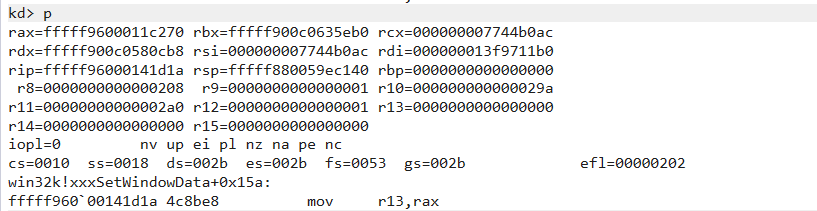 kd> p
rax=fffff9600011c270 rbx=fffff900c0635eb0 rcx=000000007744b0ac
rdx=fffff900c0580cb8 rsi=000000007744b0ac rdi=000000013f9711b0
rip=fffff96000141d1a rsp=fffff880059ec140 rbp=0000000000000000
r8=0000000000000208 r9=0000000000000001 r10=000000000000029a
r11=00000000000002a0 r12=0000000000000001 r13=0000000000000000
r14=0000000000000000 r15=0000000000000000
iopl=0 nv up ei pl nz na pe nc
cs=0010 ss=0018 ds=002b es=002b fs=0053 gs=002b efl=00000202
win32k!xxxSetWindowData+0x15a:
fffff960`00141d1a 4c8be8 mov r13,rax